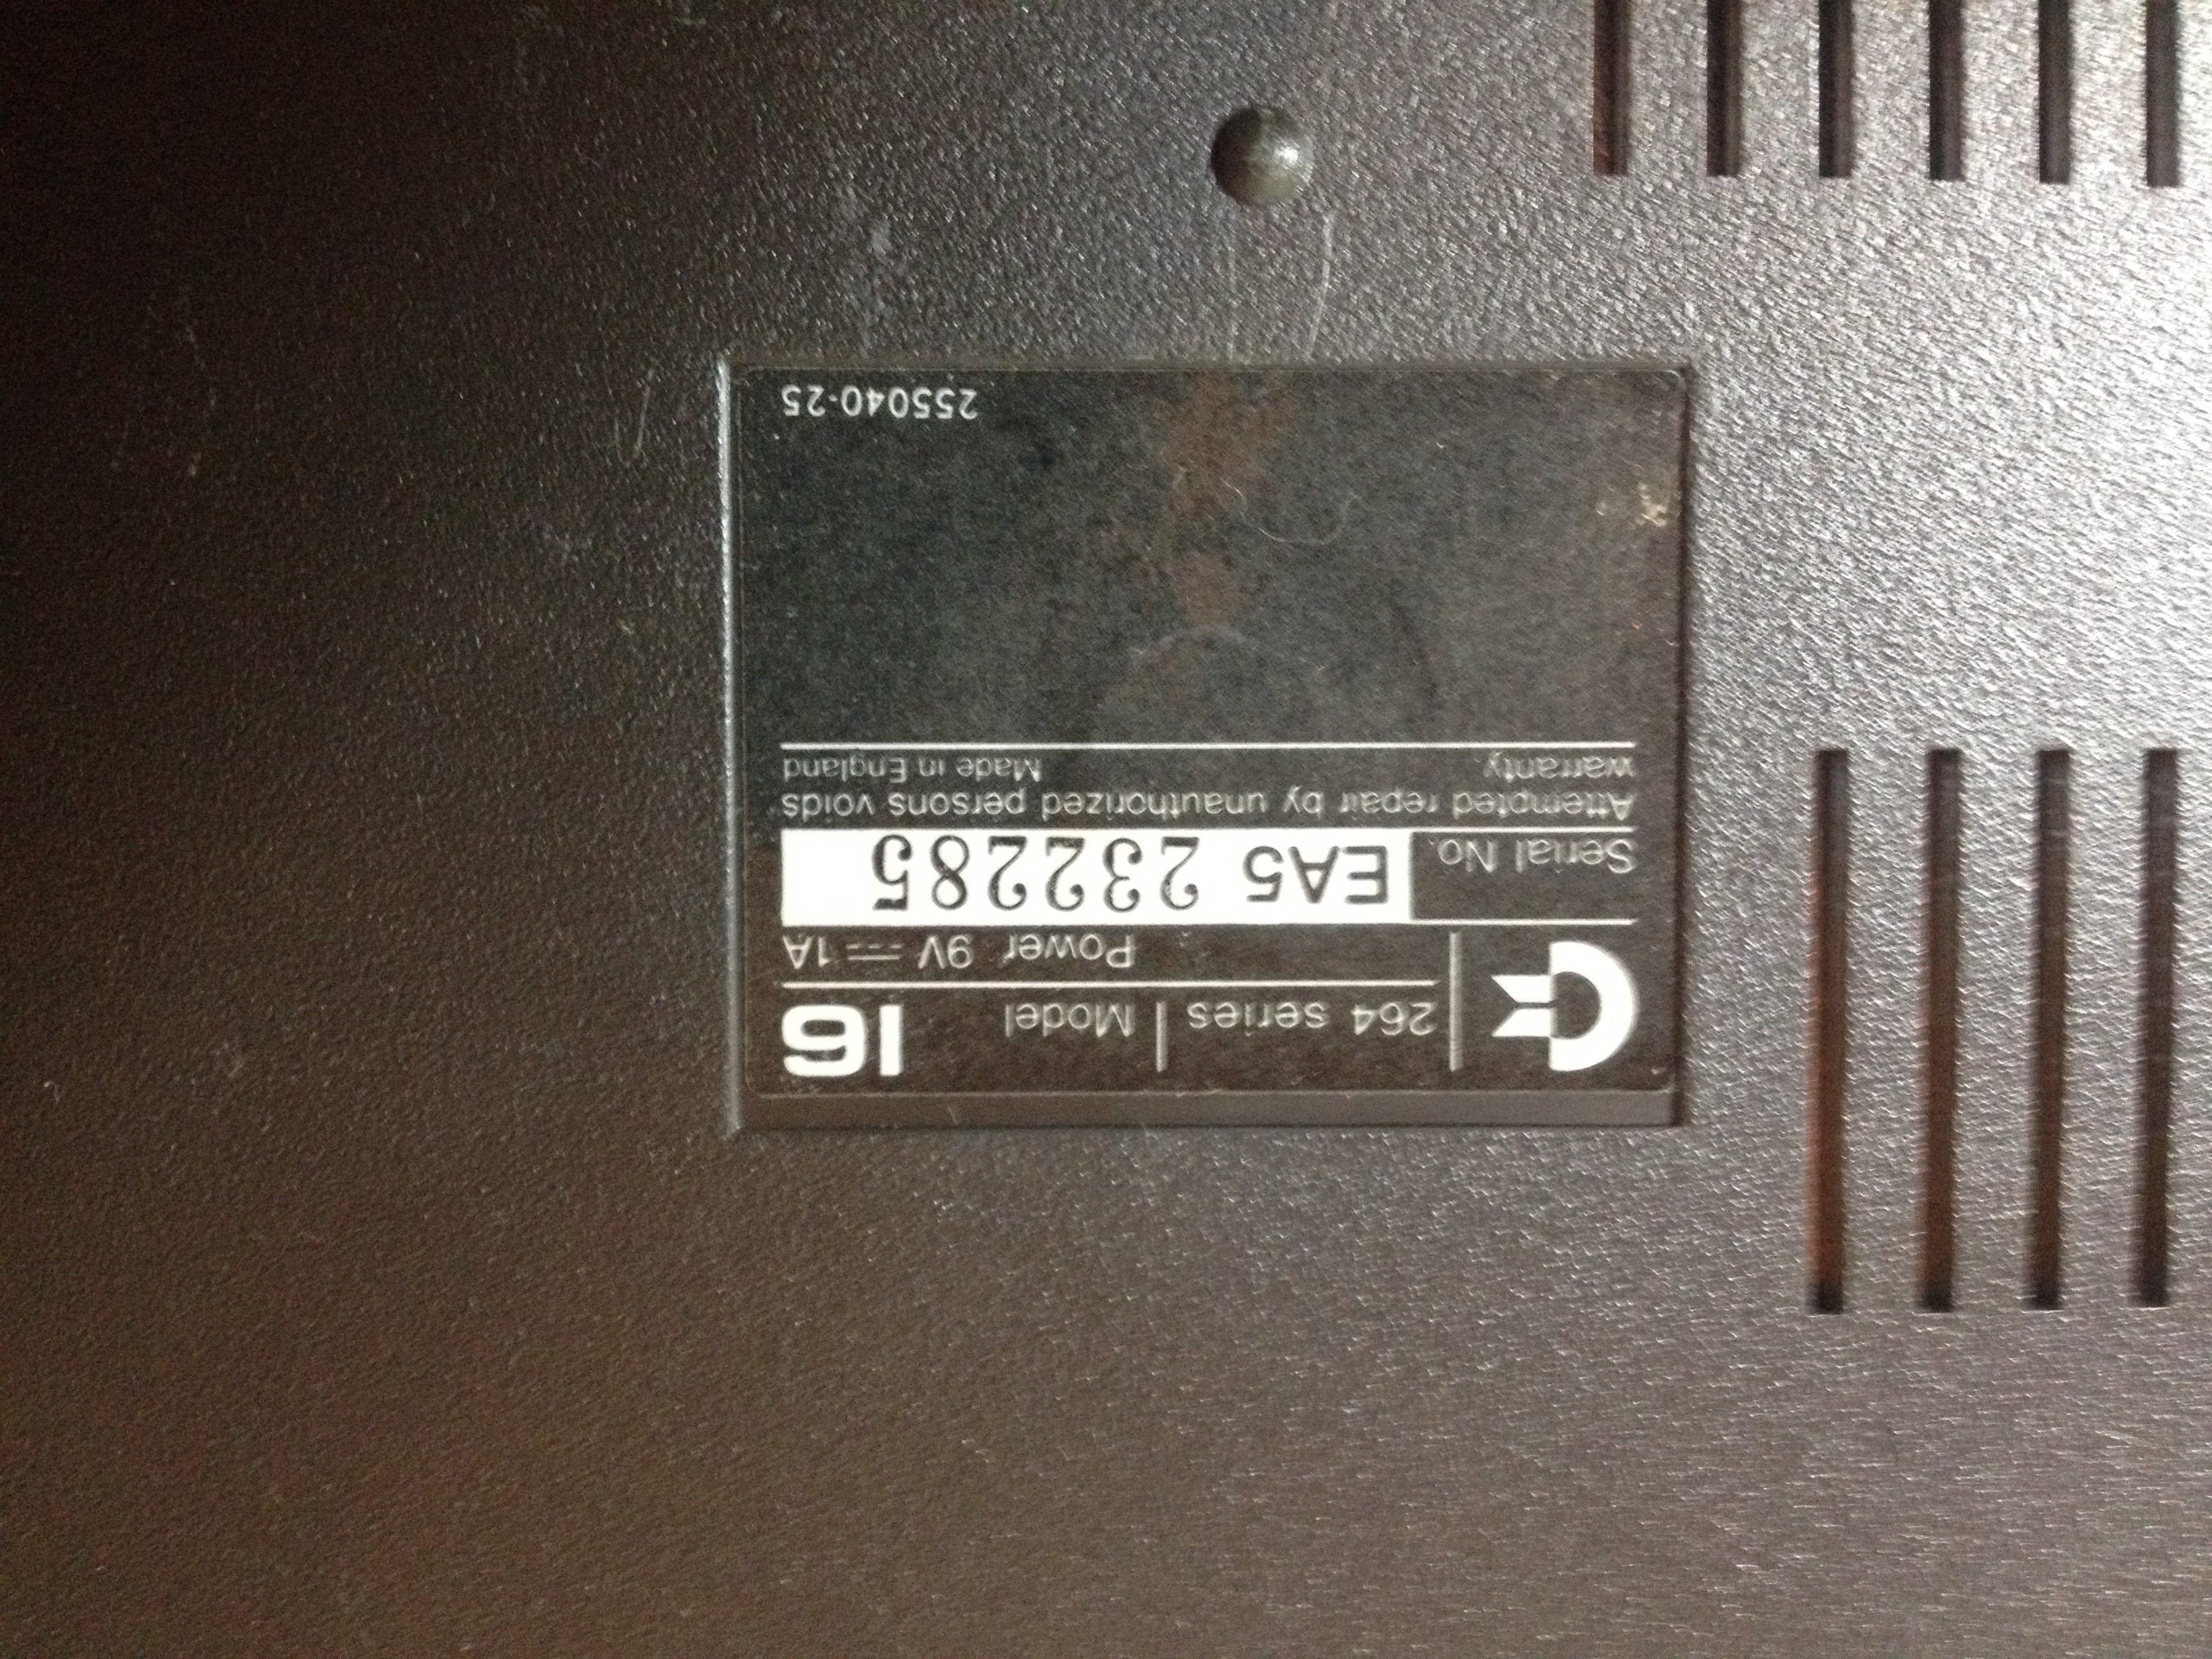 264 series | Model 16
Power 9V ⎓ 1A
Serial No. EA5 232285
Attempted repair by unauthorized persons voids
warranty. Made in England
255040-25